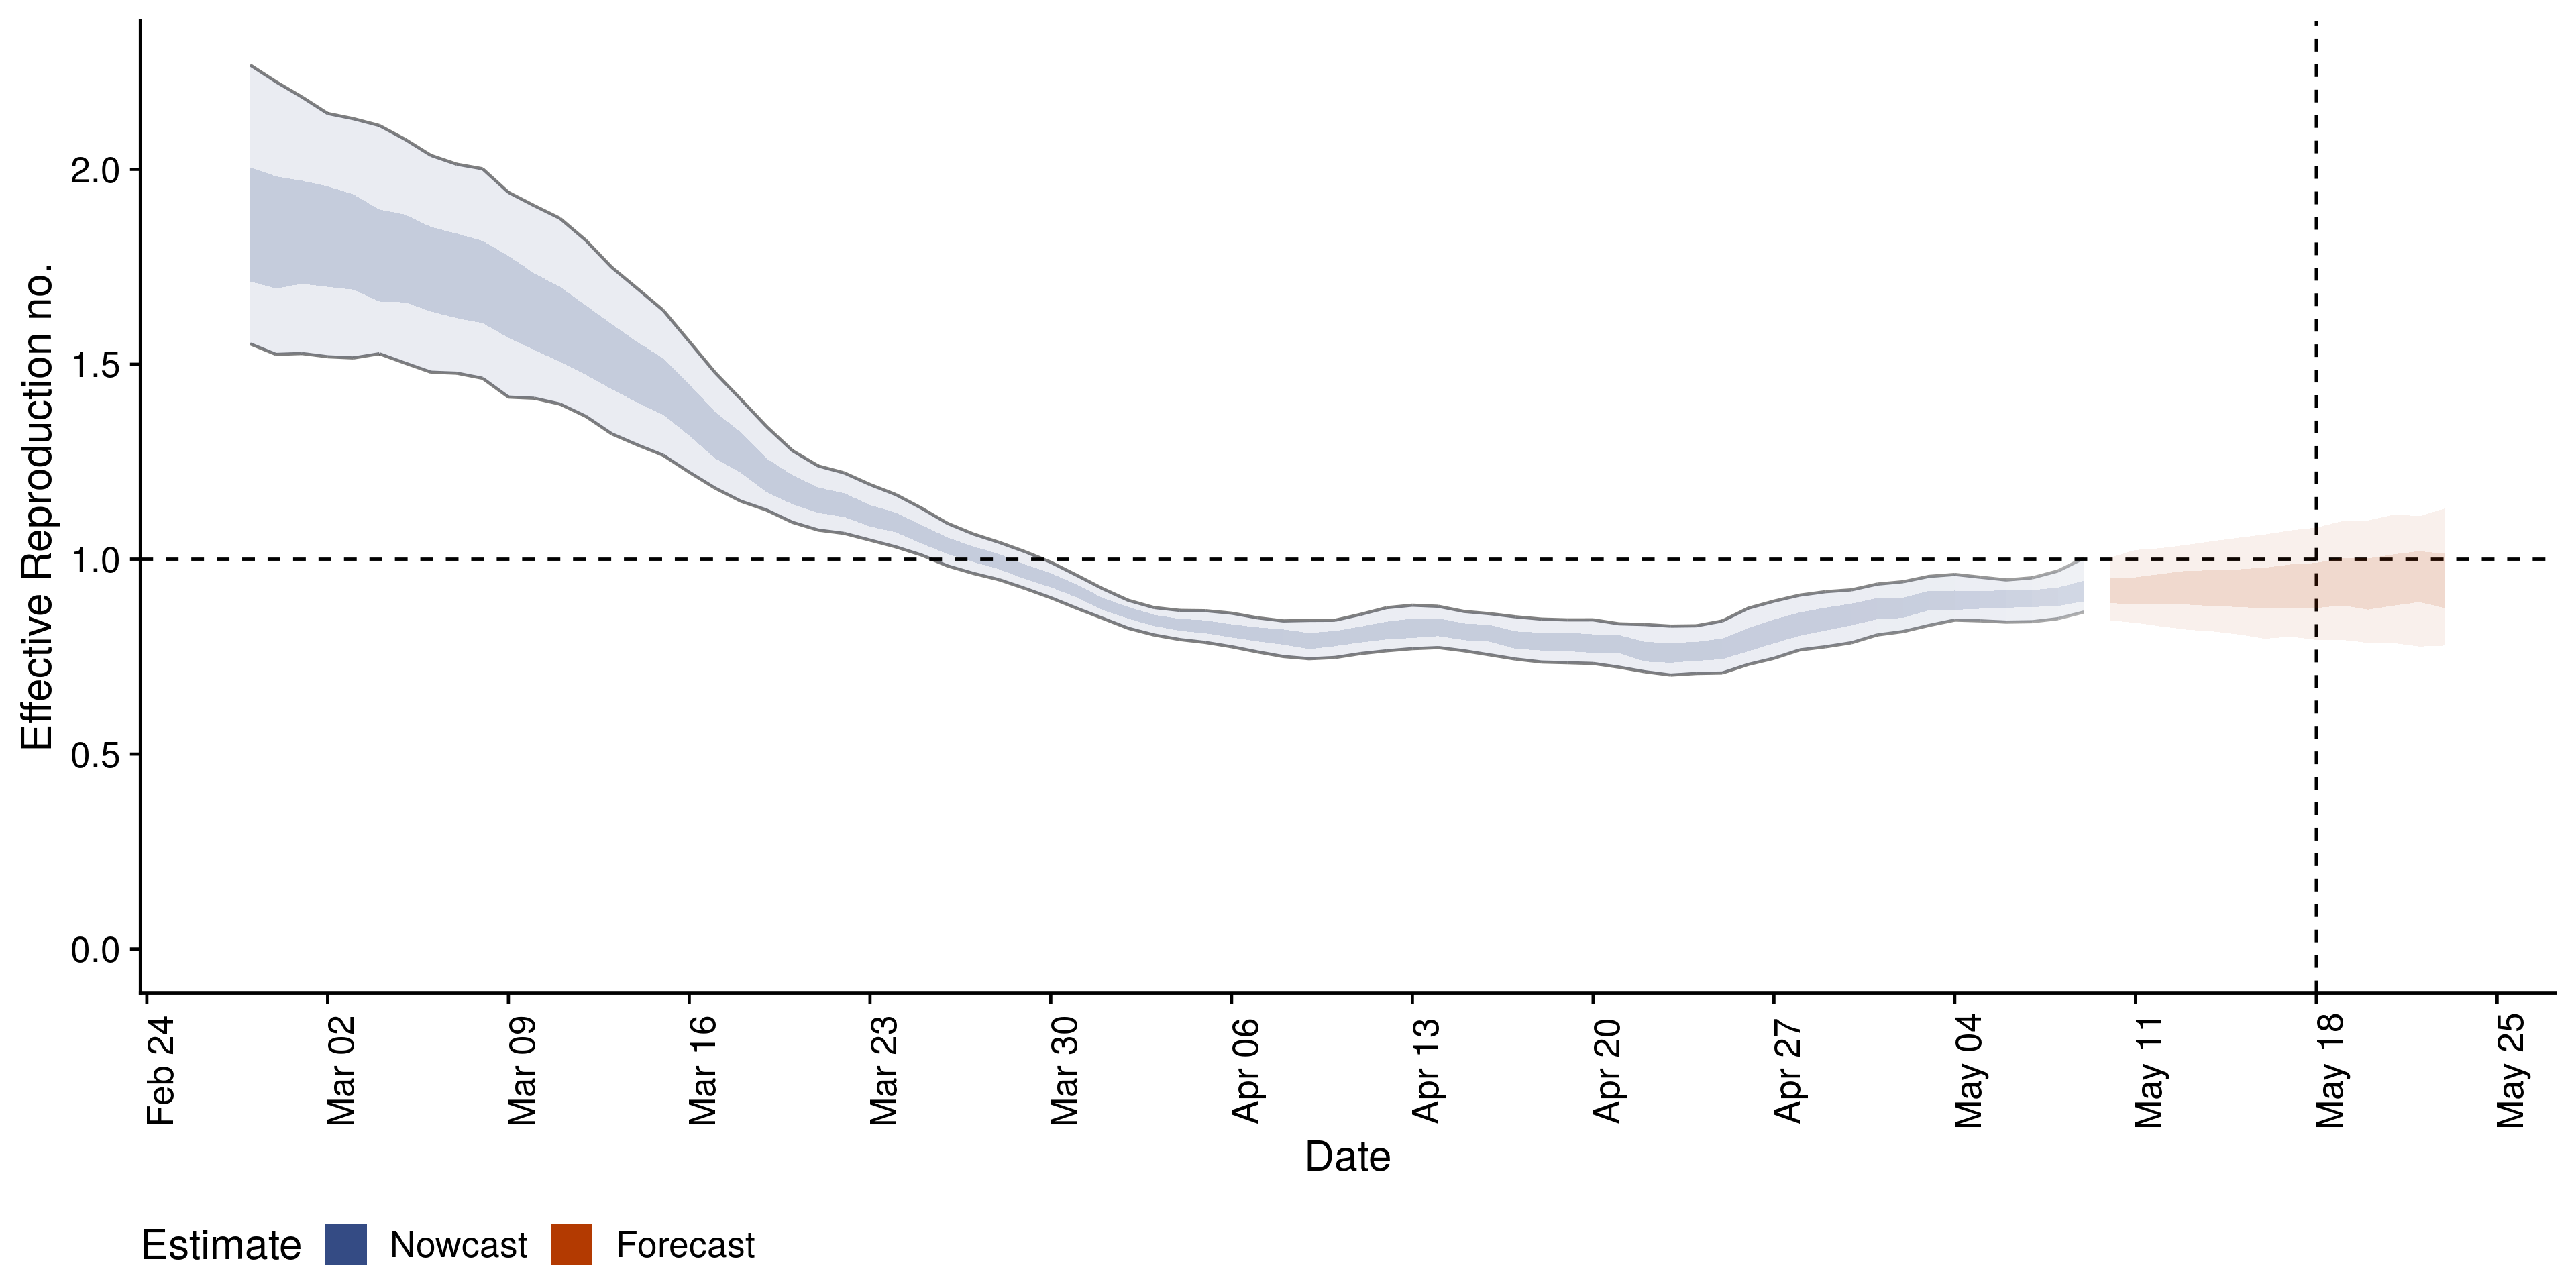 Effective Reproduction no.
2.0
1.5
1.0
0.5
0.0
Feb 24
Mar 02
Mar 09
Mar 16
Mar 23
Mar 30
Apr 06
Apr 13
Apr 20
Apr 27
May 04
May 11
May 18
May 25
Date
Estimate Nowcast Forecast